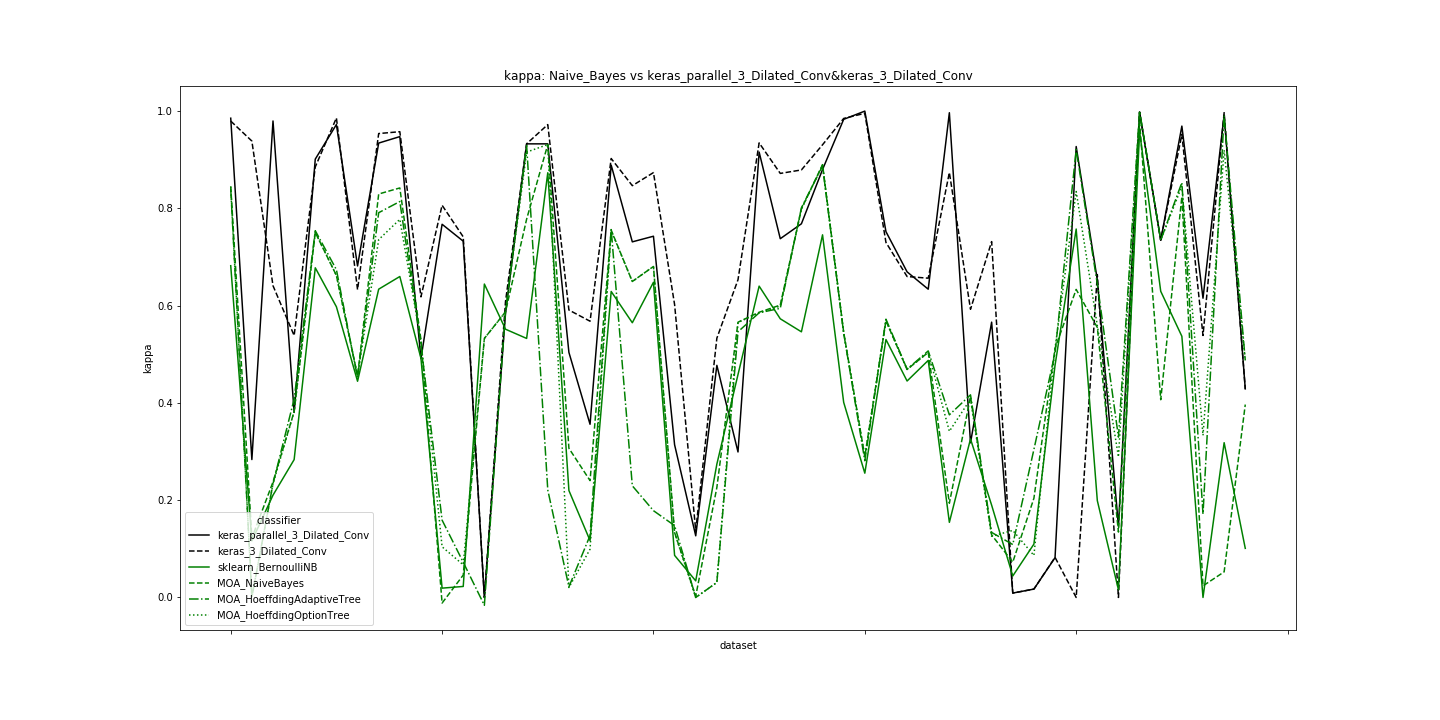 kappa: Naive_Bayes vs keras_parallel_3_Dilated_Conv&keras_3_Dilated_Conv
1.0
0.8
0.6
0.4
0.2
0.0
kappa
classifier
keras_parallel_3_Dilated_Conv
keras_3_Dilated_Conv
sklearn_BernoulliNB
MOA_NaiveBayes
MOA_HoeffdingAdaptiveTree
MOA_HoeffdingOptionTree
dataset